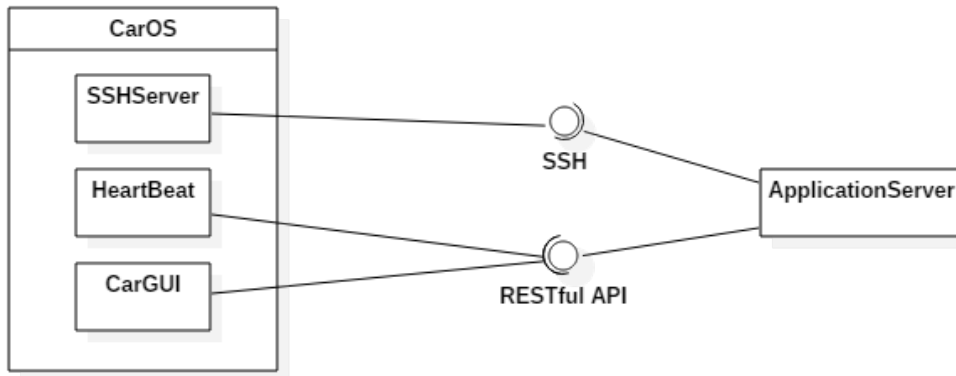 CarOS
SSHServer
SSH
HeartBeat
ApplicationServer
CarGUI
RESTful API